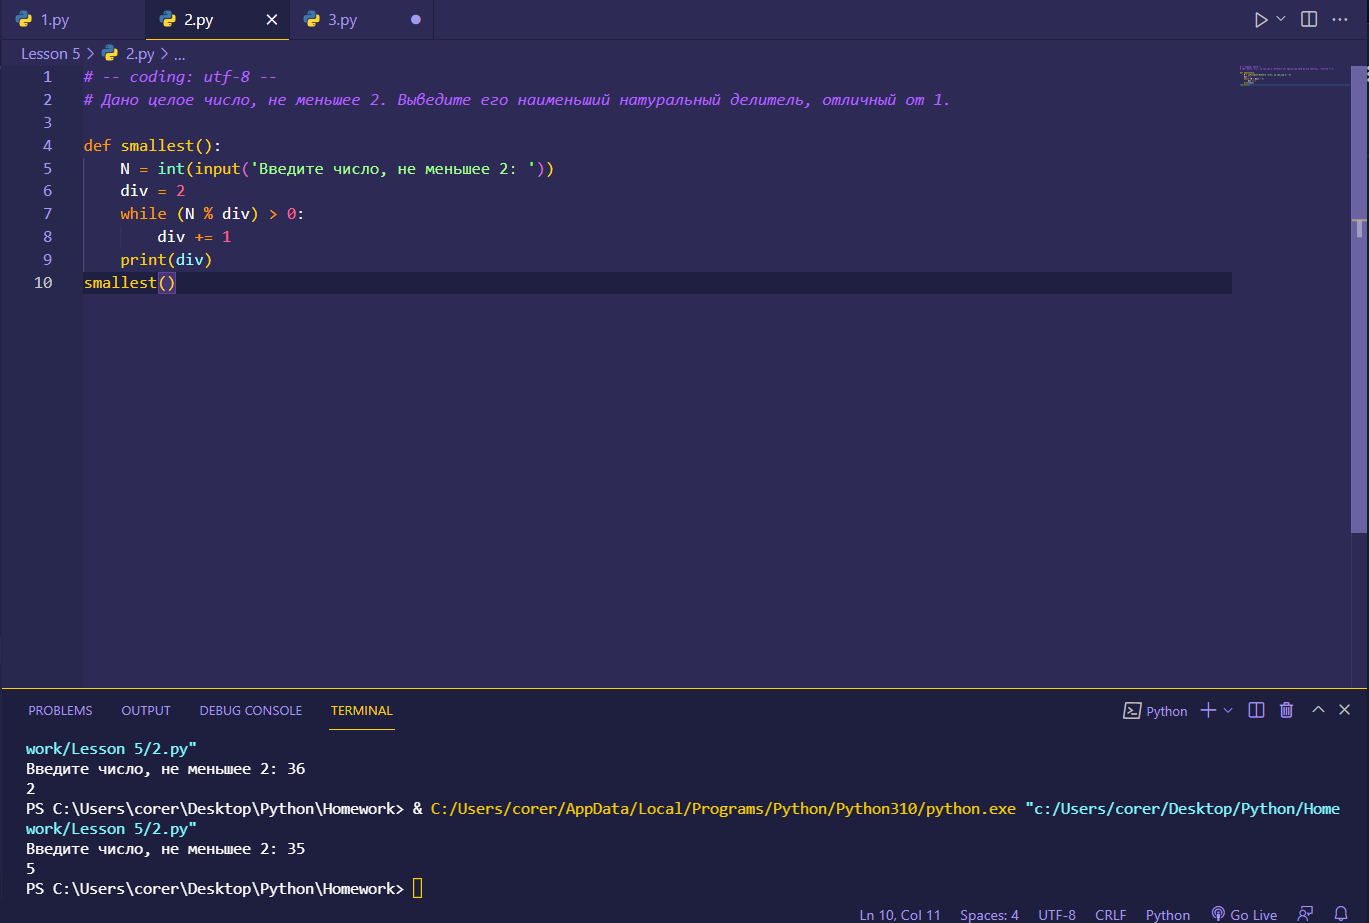 1.py 2.py 3.py
Lesson 5 > 2.py > ...
1 # -- coding: utf-8 --
2 # Дано целое число, не меньшее 2. Выведите его наименьший натуральный делитель, отличный от 1.
3
4 def smallest():
5     N = int(input('Введите число, не меньшее 2: '))
6     div = 2
7     while (N % div) > 0:
8         div += 1
9     print(div)
10 smallest()
PROBLEMS OUTPUT DEBUG CONSOLE TERMINAL Python
work/Lesson 5/2.py"
Введите число, не меньшее 2: 36
2
PS C:\Users\corer\Desktop\Python\Homework> & C:/Users/corer/AppData/Local/Programs/Python/Python310/python.exe "c:/Users/corer/Desktop/Python/Home
work/Lesson 5/2.py"
Введите число, не меньшее 2: 35
5
PS C:\Users\corer\Desktop\Python\Homework>
Ln 10, Col 11 Spaces: 4 UTF-8 CRLF Python Go Live